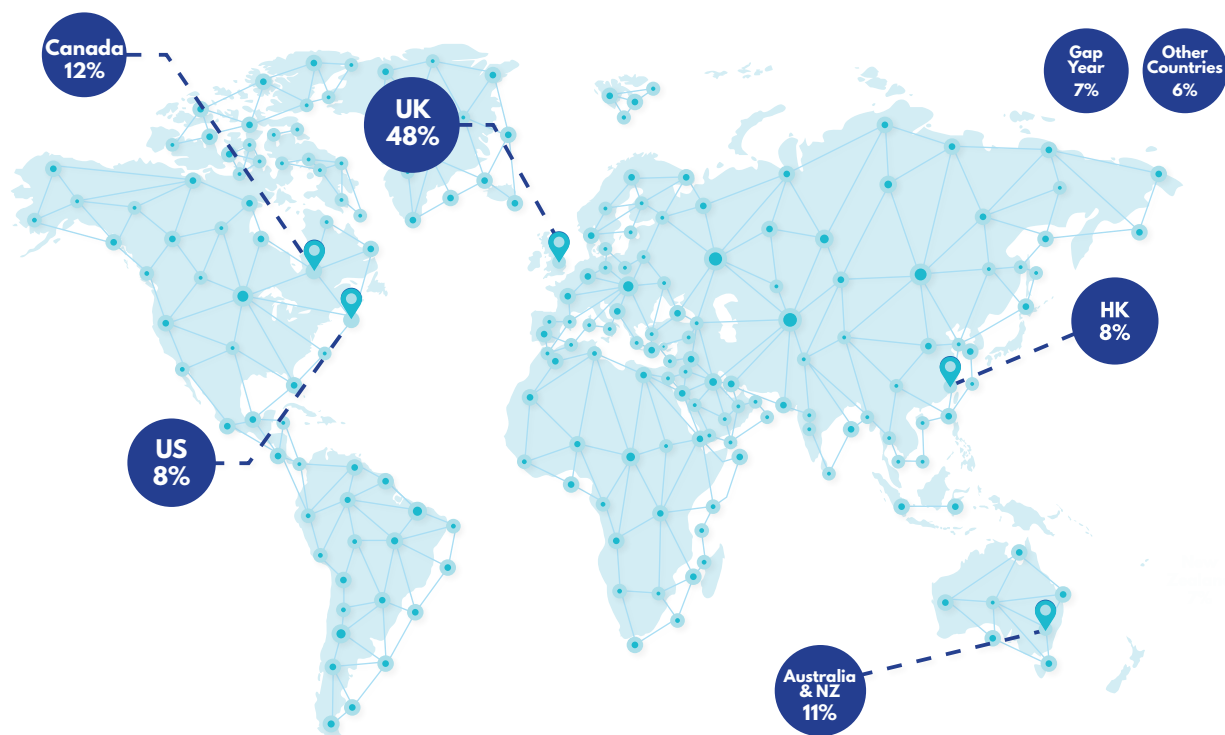 Canada
12%
UK
48%
Gap
Year
7%
Other
Countries
6%
HK
8%
US
8%
Australia
& NZ
11%